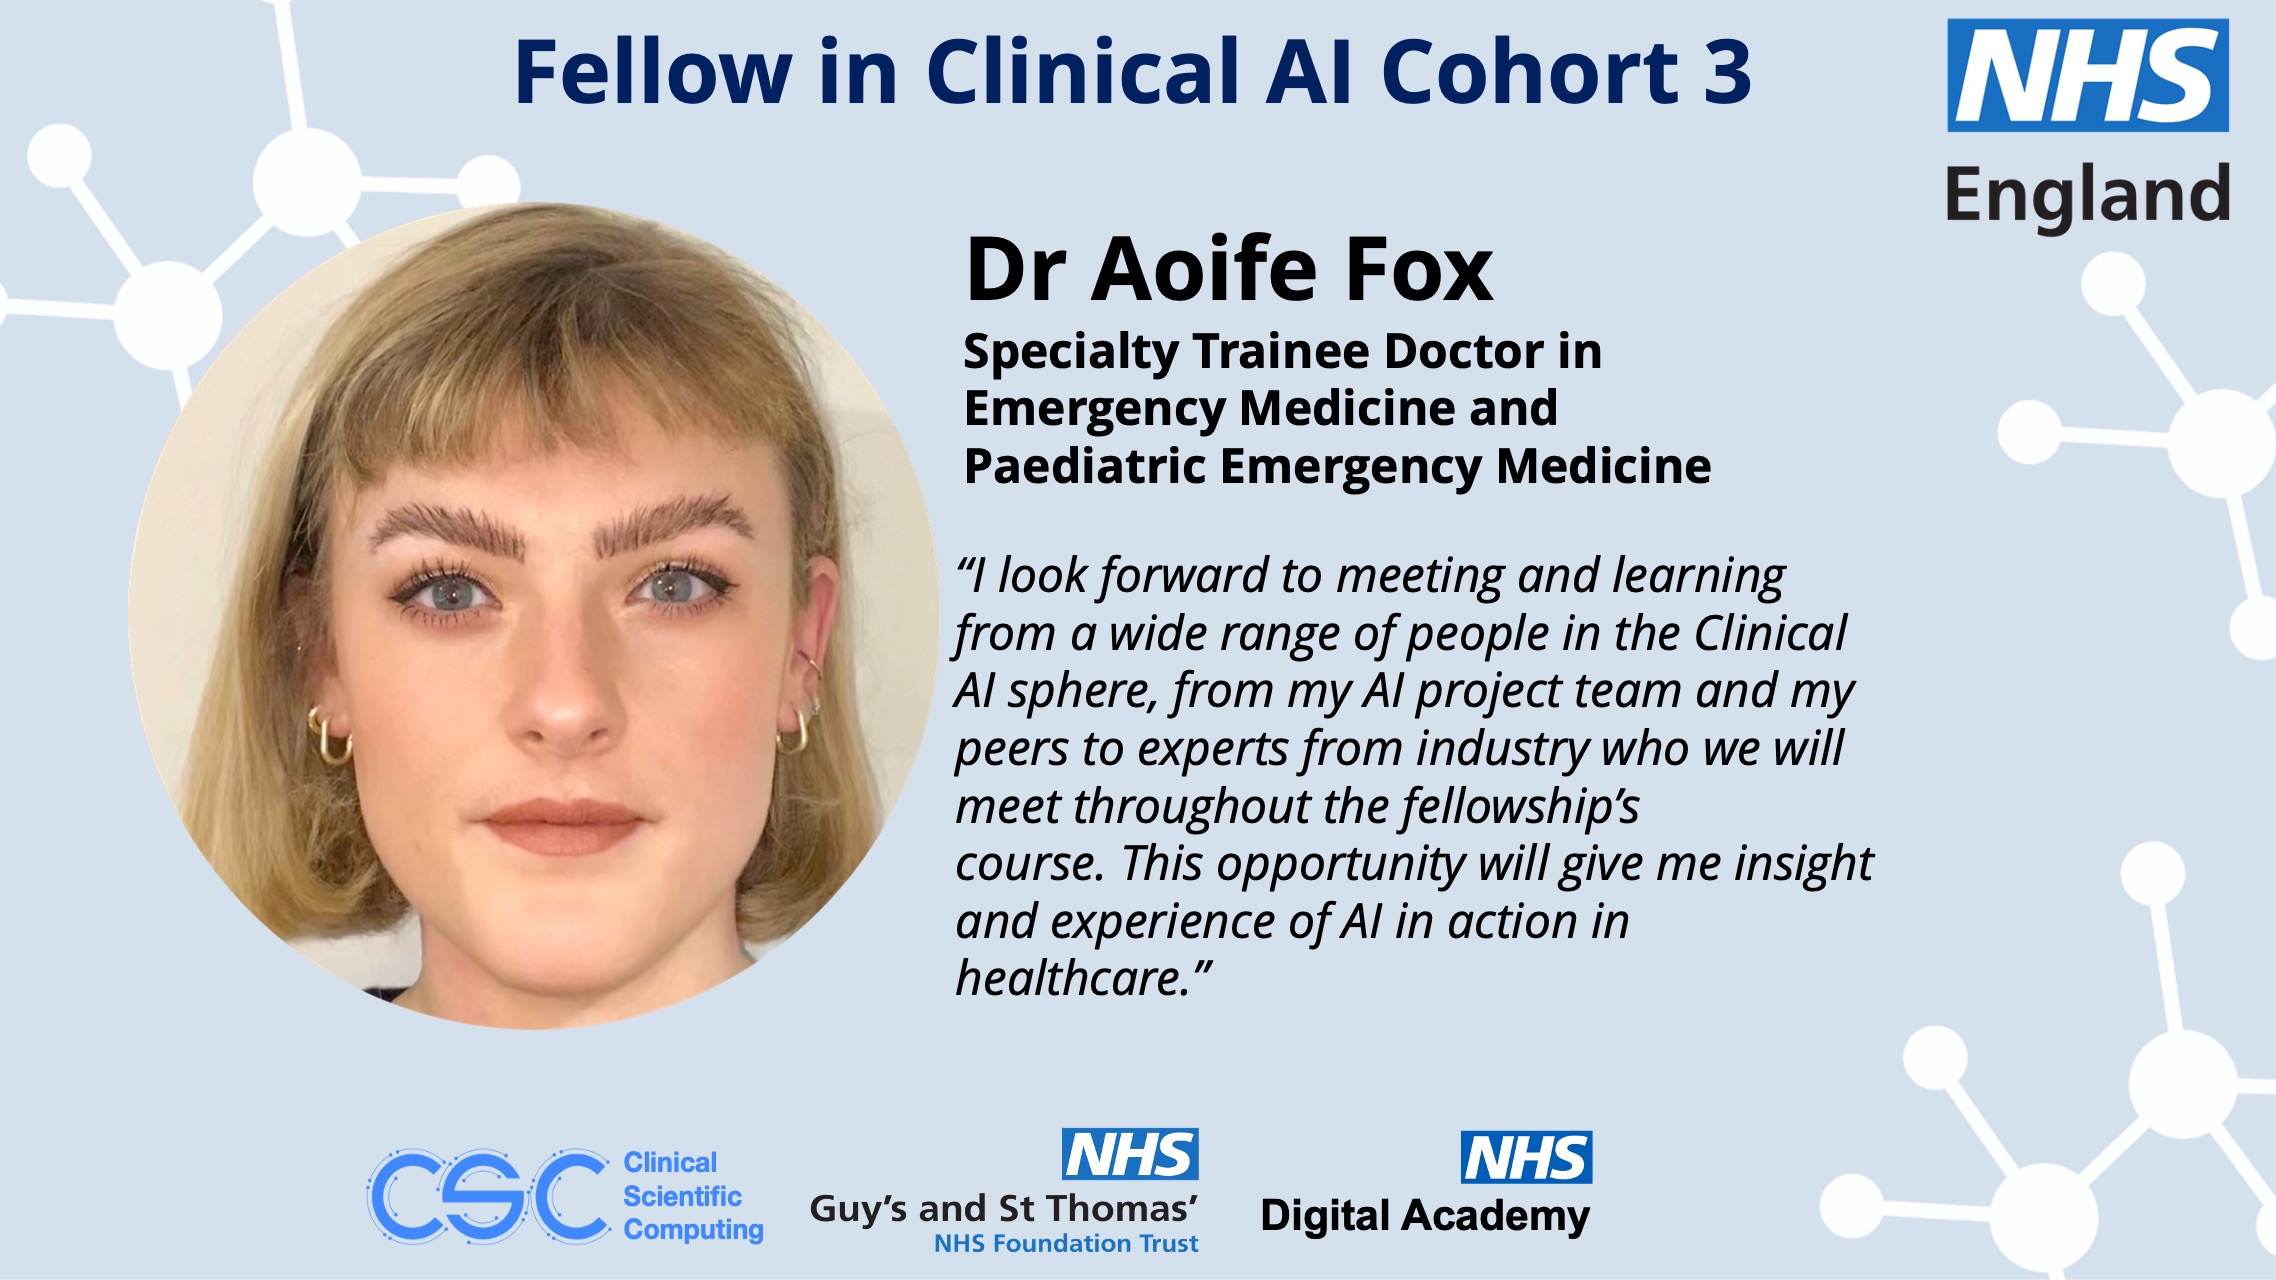 Fellow in Clinical AI Cohort 3
NHS
England
Dr Aoife Fox
Specialty Trainee Doctor in
Emergency Medicine and
Paediatric Emergency Medicine
“I look forward to meeting and learning
from a wide range of people in the Clinical
AI sphere, from my AI project team and my
peers to experts from industry who we will
meet throughout the fellowship’s
course. This opportunity will give me insight
and experience of AI in action in
healthcare.”
CSC
Clinical
Scientific
Computing
NHS
Guy’s and St Thomas’
NHS Foundation Trust
NHS
Digital Academy